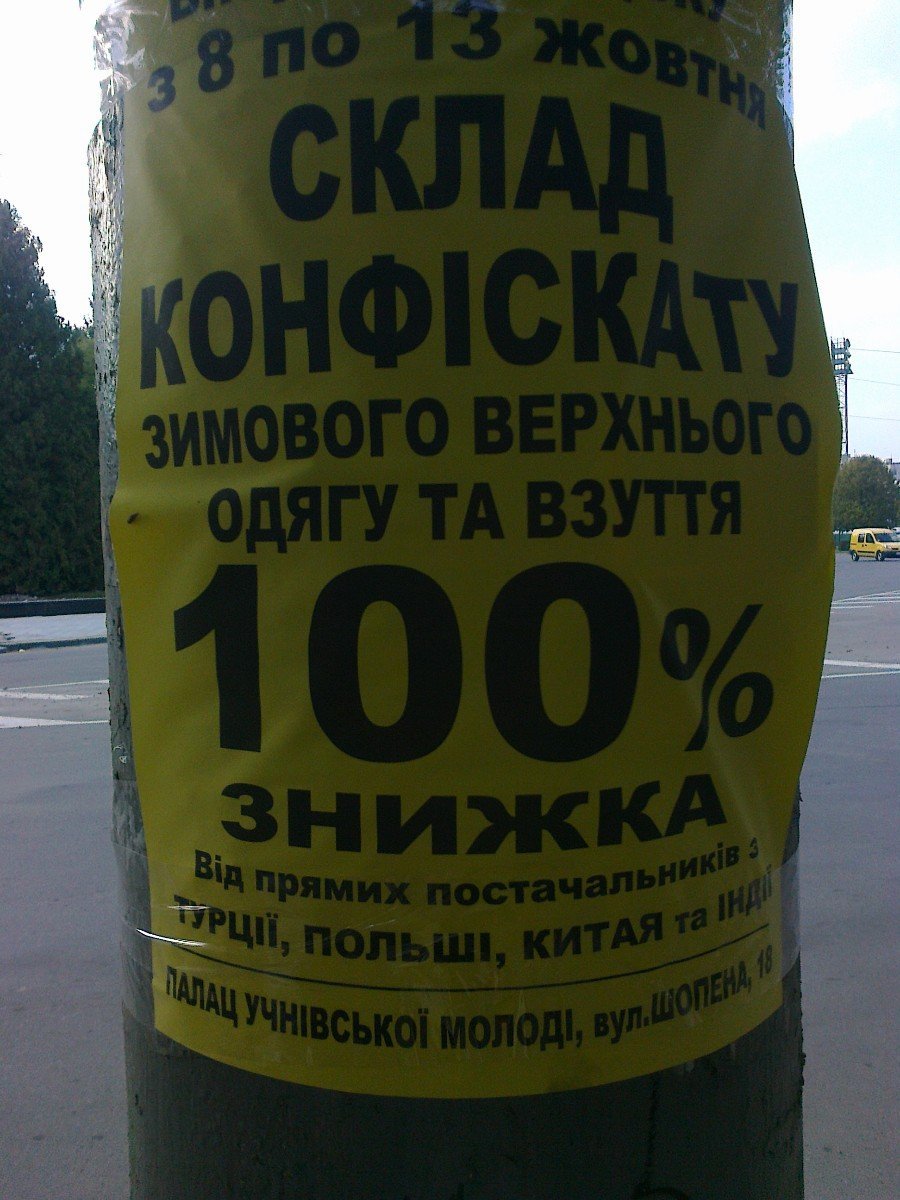 з 8 по 13 жовтня
СКЛАД
КОНФІСКАТУ
ЗИМОВОГО ВЕРХНЬОГО
ОДЯГУ ТА ВЗУТТЯ
100%
ЗНИЖКА
Від прямих постачальників з
ТУРЦІЇ, ПОЛЬШІ, КИТАЯ та ІНДІЇ
ПАЛАЦ УЧНІВСЬКОЇ МОЛОДІ, вул.ШОПЕНА, 18